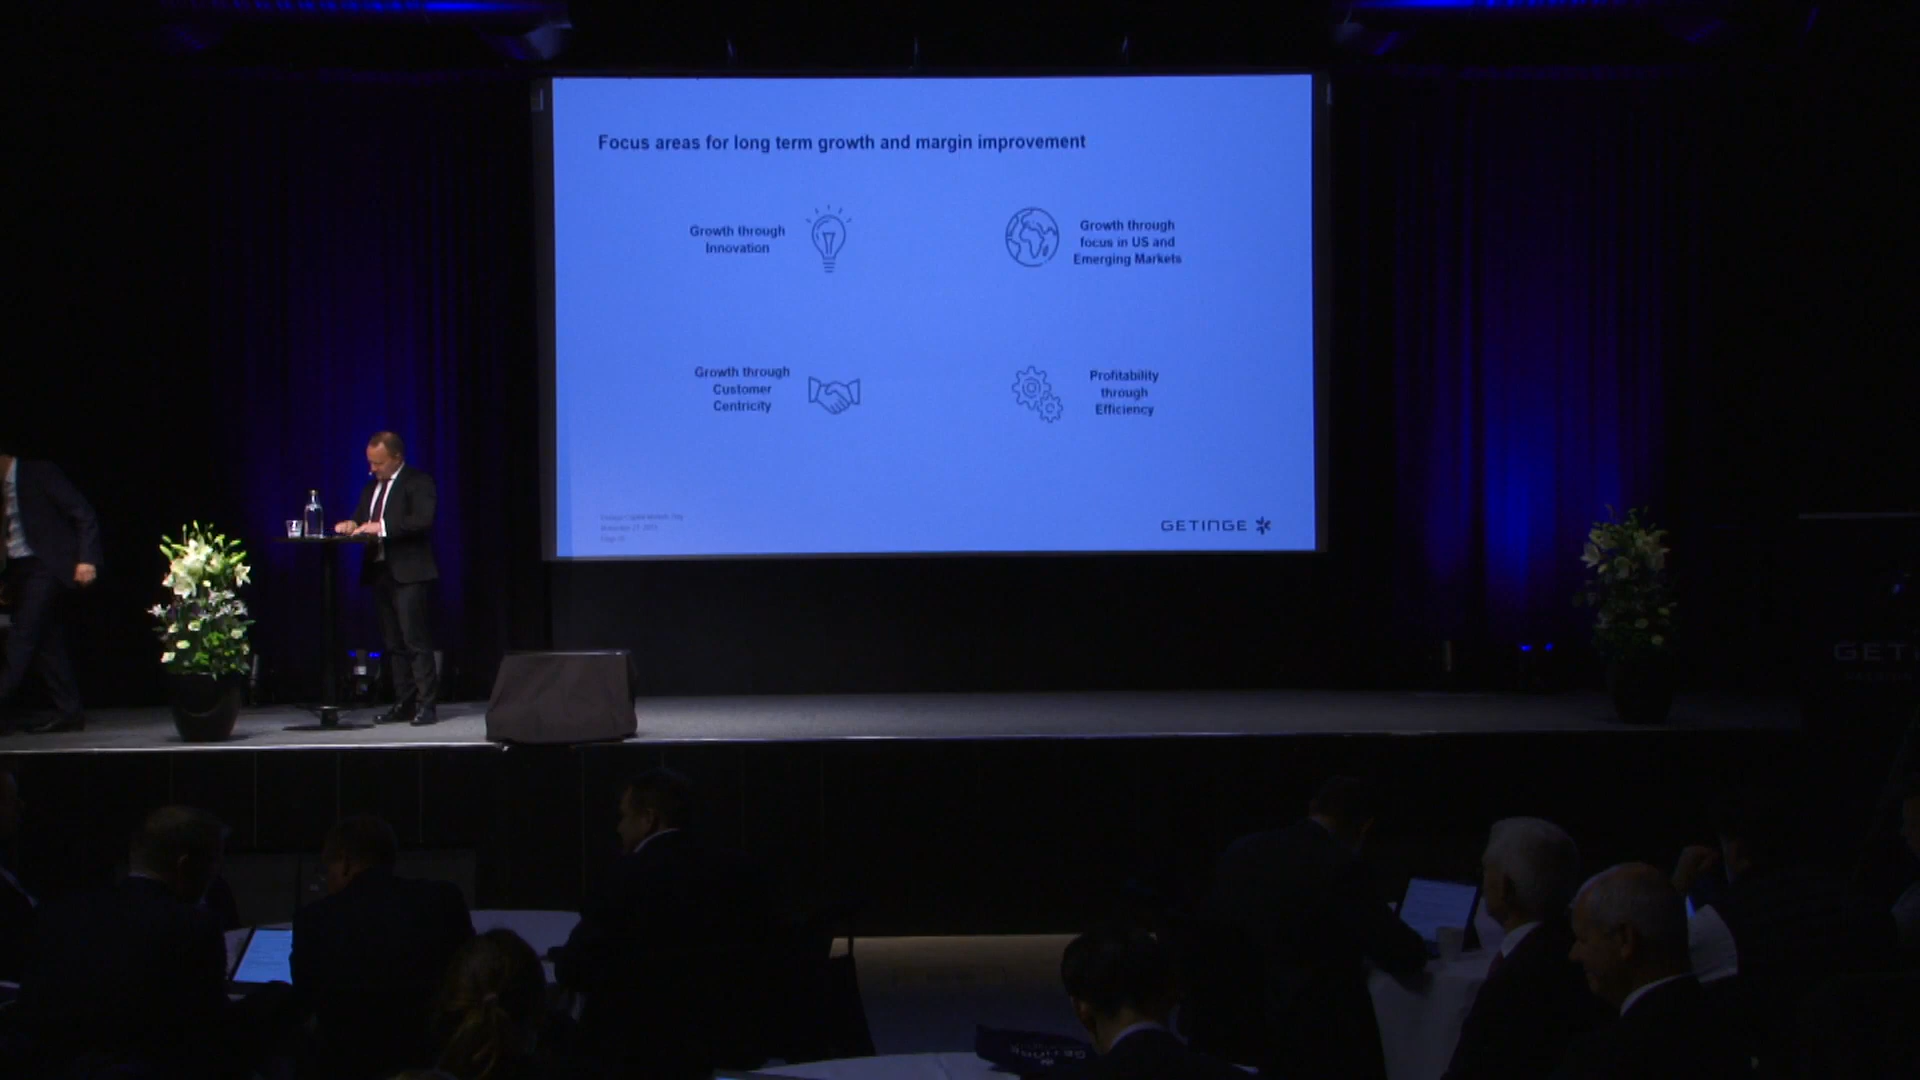 Focus areas for long term growth and margin improvement
Growth through
Innovation
Growth through
focus in US and
Emerging Markets
Growth through
Customer
Centricity
Profitability
through
Efficiency
GETINGE
GETINGE